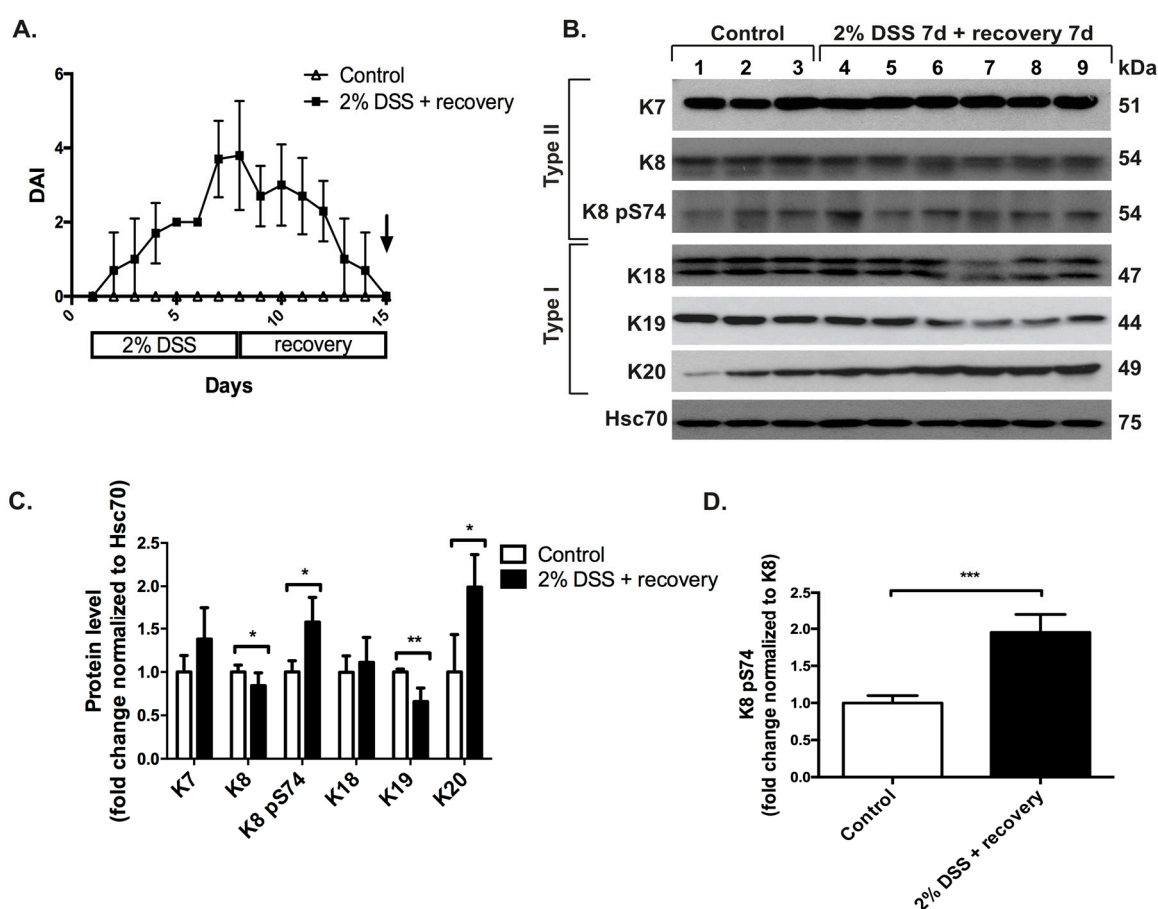 A.
6
4
2
0
DAI
Control
2% DSS + recovery
0
5
10
15
2% DSS
recovery
Days
B.
Control
2% DSS 7d + recovery 7d
1 2 3 4 5 6 7 8 9 kDa
Type II
K7 51
K8 54
K8 pS74 54
Type I
K18 47
K19 44
K20 49
Hsc70 75
C.
Protein level
(fold change normalized to Hsc70)
2.5
2.0
1.5
1.0
0.5
0.0
*
*
**
*
Control
2% DSS + recovery
K7
K8
K8 pS74
K18
K19
K20
D.
K8 pS74
(fold change normalized to K8)
2.5
2.0
1.5
1.0
0.5
0.0
***
Control
2% DSS + recovery